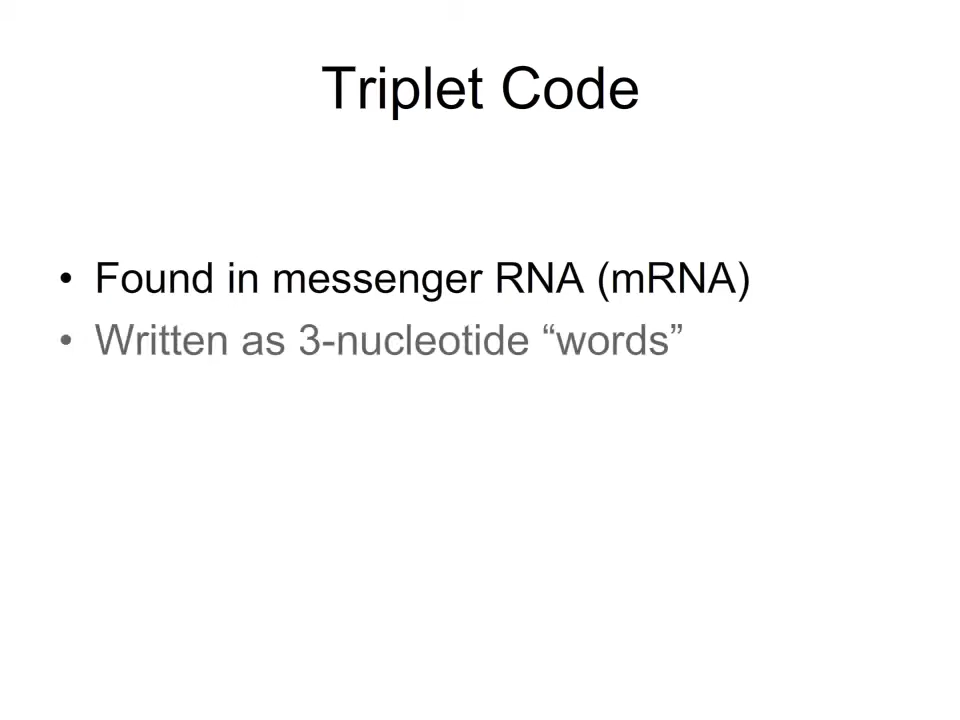 Triplet Code
• Found in messenger RNA (mRNA)
• Written as 3-nucleotide “words”